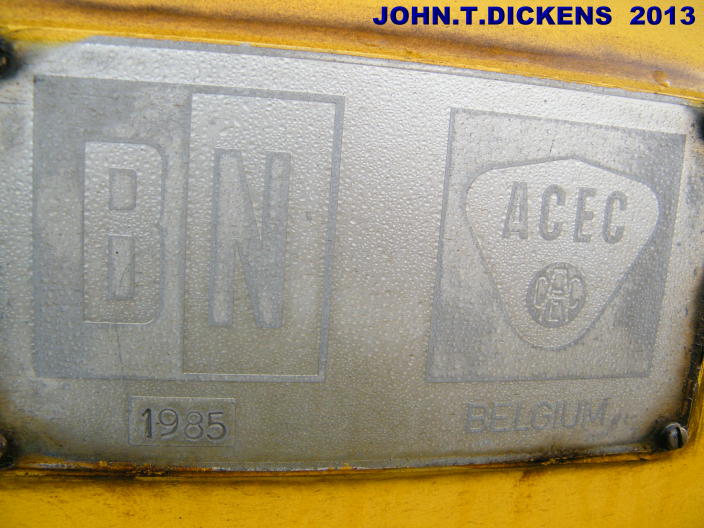 JOHN.T.DICKENS 2013
BN
ACEC
1985
BELGIUM